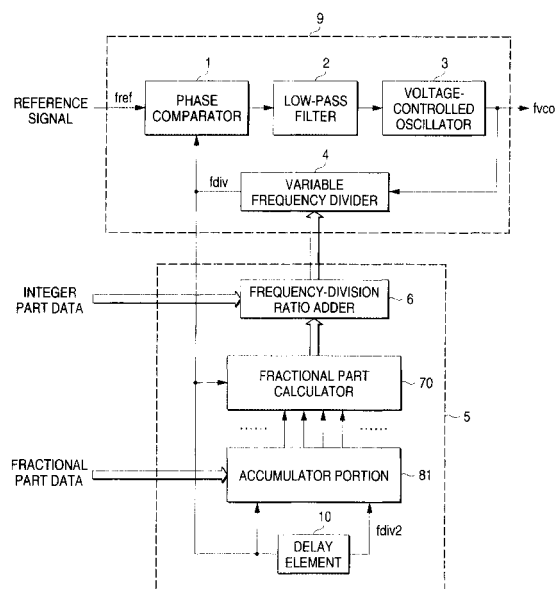 9
1
2
3
REFERENCE
SIGNAL
fref
PHASE
COMPARATOR
LOW-PASS
FILTER
VOLTAGE-
CONTROLLED
OSCILLATOR
fvco
4
fdiv
VARIABLE
FREQUENCY DIVIDER
INTEGER
PART DATA
FREQUENCY-DIVISION
RATIO ADDER
6
FRACTIONAL PART
CALCULATOR
70
5
......
......
FRACTIONAL
PART DATA
ACCUMULATOR PORTION
81
10
fdiv2
DELAY
ELEMENT